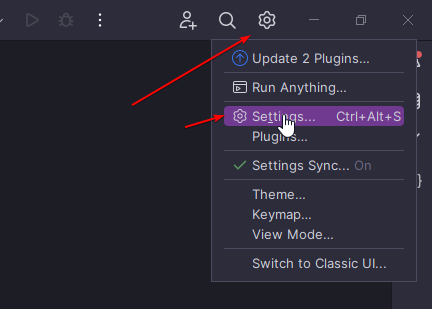 Update 2 Plugins...
Run Anything...
Settings... Ctrl+Alt+S
Plugins...
Settings Sync... On
Theme...
Keymap...
View Mode...
Switch to Classic UI...